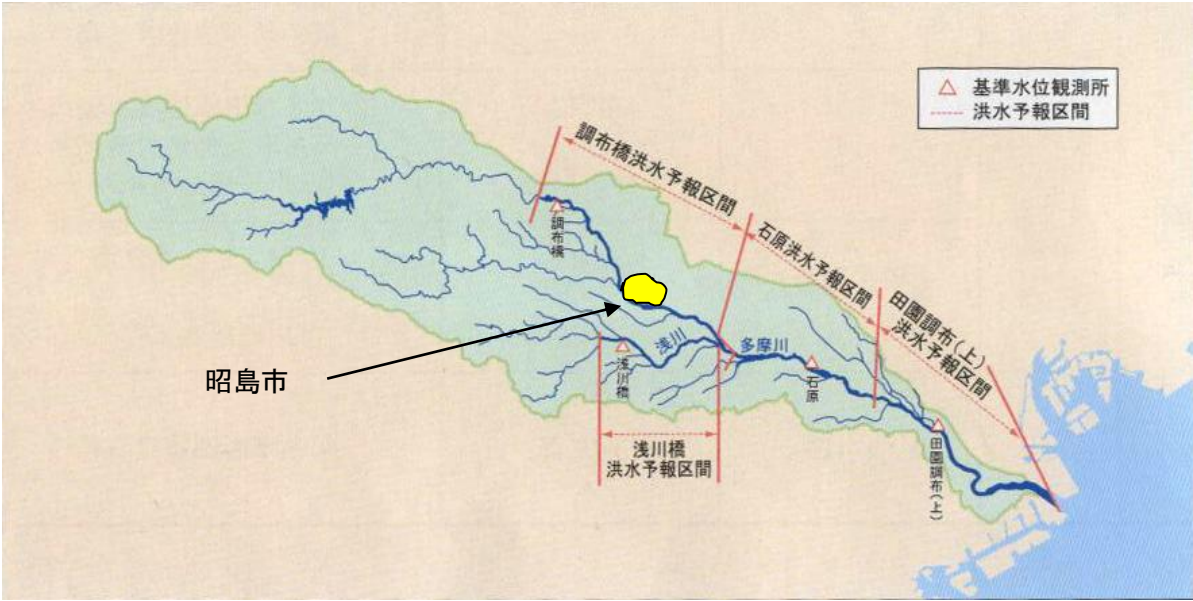 基準水位観測所
洪水予報区間
調布橋洪水予報区間
石原洪水予報区間
田園調布(上)
洪水予報区間
調布橋
浅川
多摩川
石原
浅川橋
田園調布(上)
昭島市
浅川橋
洪水予報区間